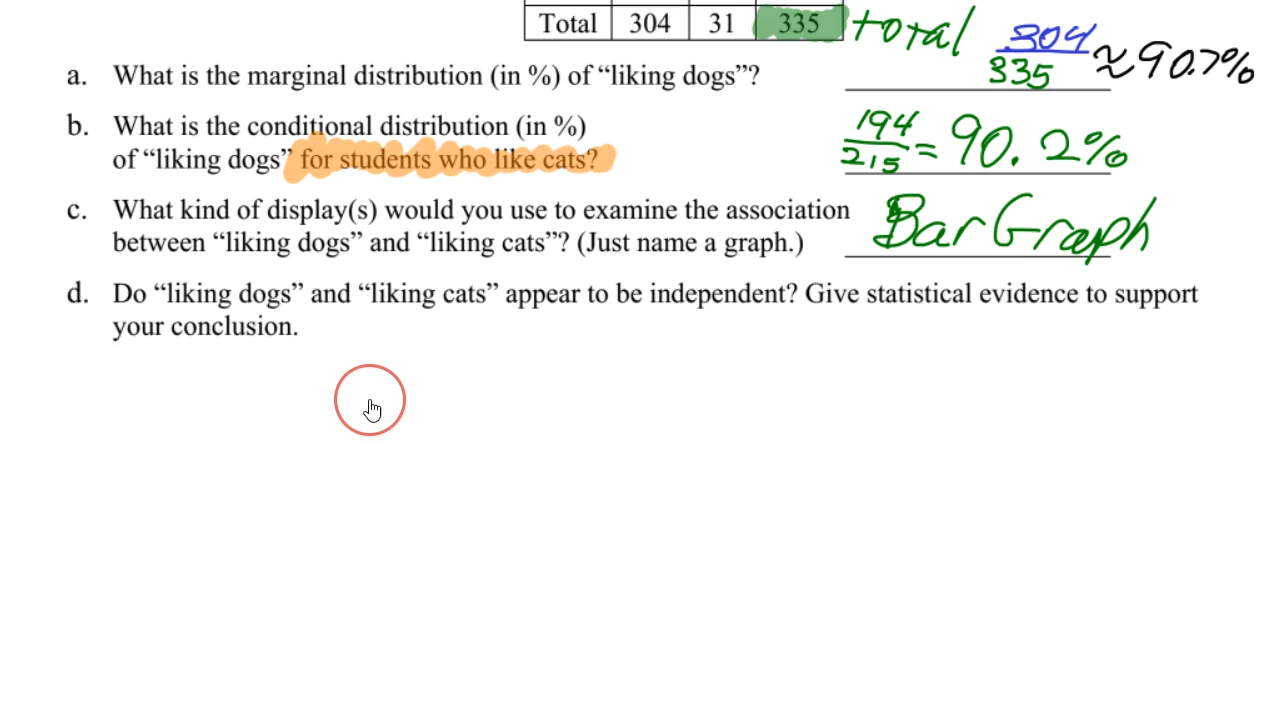 Total 304 31 335 total 304
335 ≈90.7%
a. What is the marginal distribution (in %) of “liking dogs”?
b. What is the conditional distribution (in %)
of “liking dogs” for students who like cats?
194
215 = 90.2%
c. What kind of display(s) would you use to examine the association
between “liking dogs” and “liking cats”? (Just name a graph.)
Bar Graph
d. Do “liking dogs” and “liking cats” appear to be independent? Give statistical evidence to support
your conclusion.